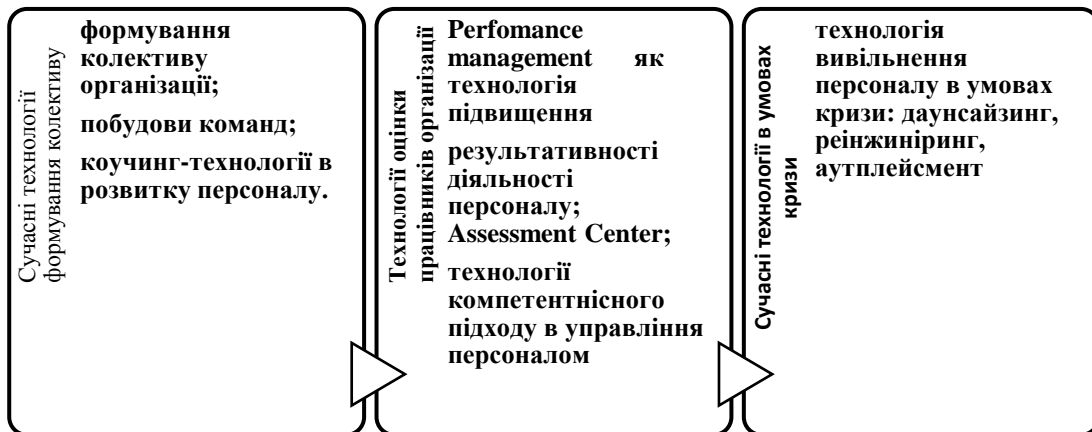 Сучасні технології
формування колективу
формування
колективу
організації;
побудови команд;
коучинг-технології в
розвитку персоналу.
Технології оцінки
працівників організації
Perfomance
management як
технологія
підвищення
результативності
діяльності
персоналу;
Assessment Center;
технології
компетентнісного
підходу в управління
персоналом
Сучасні технології в умовах
кризи
технологія
вивільнення
персоналу в умовах
кризи: даунсайзинг,
реінжиніринг,
аутплейсмент